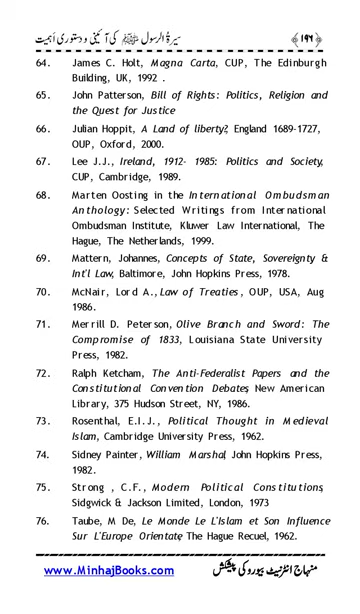 سیرۃ الرسول ﷺ کی آئینی و دستوری اہمیت
﴿۱۹۶﴾
64. James C. Holt, Magna Carta, CUP, The Edinburgh
Building, UK, 1992 .
65. John Patterson, Bill of Rights: Politics, Religion and
the Quest for Justice
66. Julian Hoppit, A Land of liberty?, England 1689-1727,
OUP, Oxford, 2000.
67. Lee J.J., Ireland, 1912- 1985: Politics and Society,
CUP, Cambridge, 1989.
68. Marten Oosting in the International Ombudsman
Anthology: Selected Writings from International
Ombudsman Institute, Kluwer Law International, The
Hague, The Netherlands, 1999.
69. Mattern, Johannes, Concepts of State, Sovereignty &
Int'l Law, Baltimore, John Hopkins Press, 1978.
70. McNair, Lord A., Law of Treaties, OUP, USA, Aug
1986.
71. Merrill D. Peterson, Olive Branch and Sword: The
Compromise of 1833, Louisiana State University
Press, 1982.
72. Ralph Ketcham, The Anti-Federalist Papers and the
Constitutional Convention Debates, New American
Library, 375 Hudson Street, NY, 1986.
73. Rosenthal, E.I.J., Political Thought in Medieval
Islam, Cambridge University Press, 1962.
74. Sidney Painter, William Marshal, John Hopkins Press,
1982.
75. Strong , C.F., Modern Political Constitutions,
Sidgwick & Jackson Limited, London, 1973
76. Taube, M De, Le Monde Le L'Islam et Son Influence
Sur L'Europe Orientate, The Hague Recuel, 1962.
www.MinhajBooks.com
منہاج انٹرنیٹ بیورو کی پیشکش